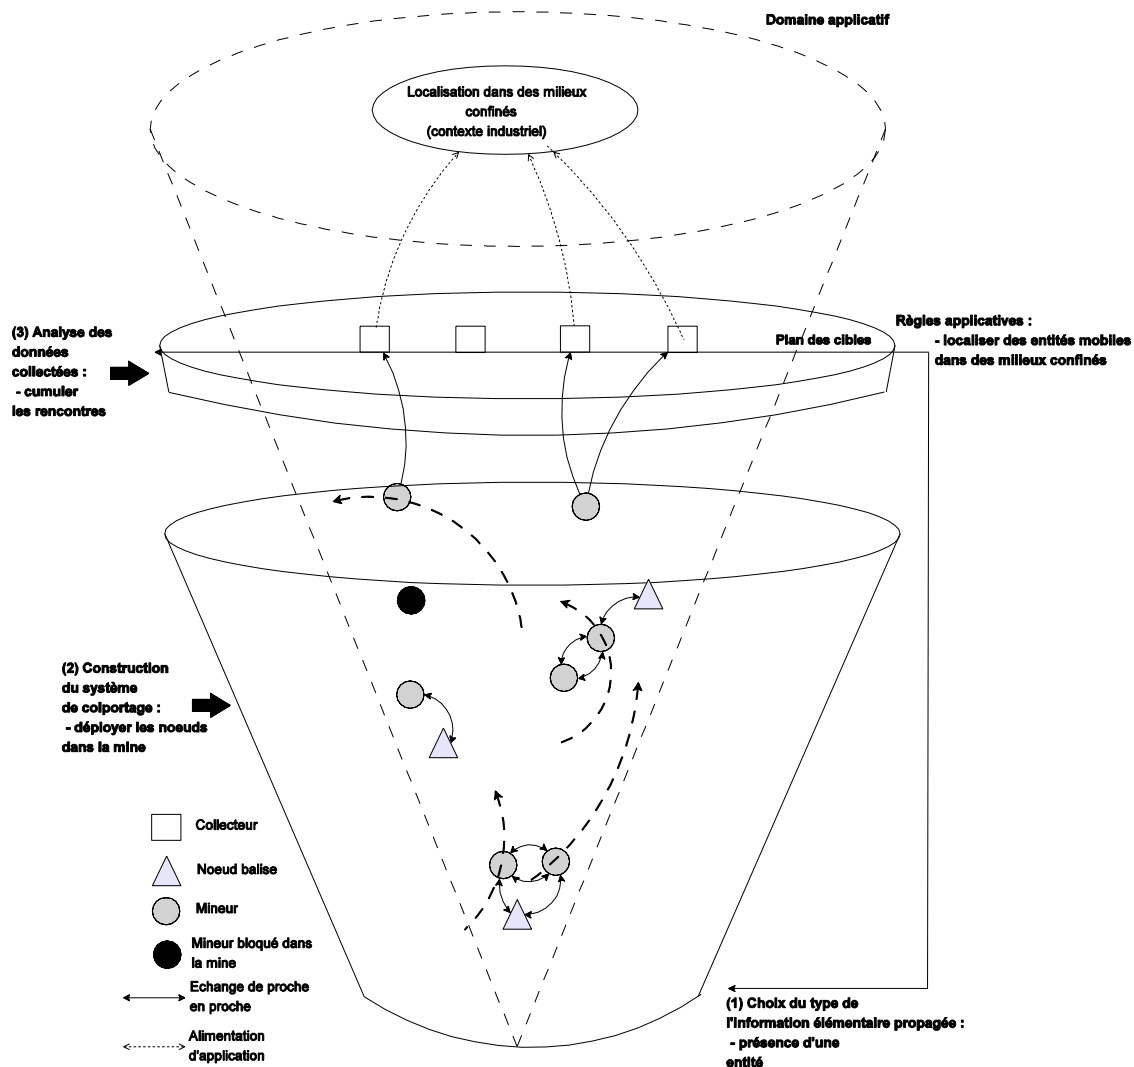 Domaine applicatif
Localisation dans des milieux
confinés
(contexte industriel)
(3) Analyse des
données
collectées :
- cumuler
les rencontres
Plan des cibles
Règles applicatives :
- localiser des entités mobiles
dans des milieux confinés
(2) Construction
du système
de colportage :
- déployer les noeuds
dans la mine
Collecteur
Noeud balise
Mineur
Mineur bloqué dans
la mine
Echange de proche
en proche
Alimentation
d'application
(1) Choix du type de
l'information élémentaire propagée :
- présence d'une
entité